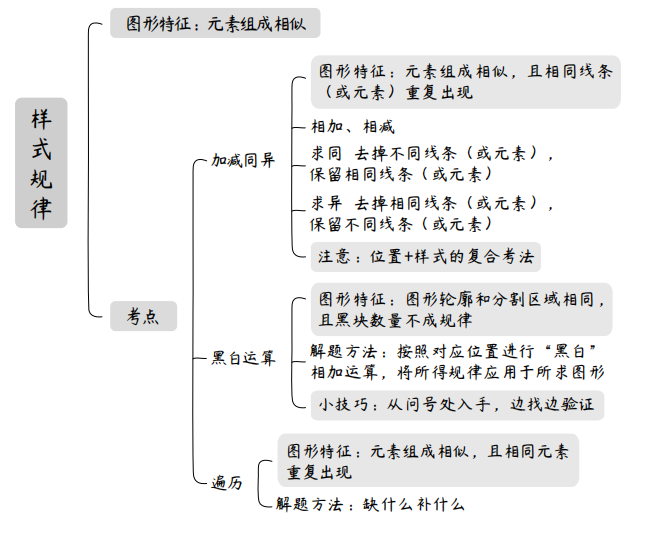 样式规律
图形特征：元素组成相似
考点
加减同异
图形特征：元素组成相似，且相同线条
（或元素）重复出现
相加、相减
求同 去掉不同线条（或元素），
保留相同线条（或元素）
求异 去掉相同线条（或元素），
保留不同线条（或元素）
注意：位置+样式的复合考法
黑白运算
图形特征：图形轮廓和分割区域相同，
且黑块数量不成规律
解题方法：按照对应位置进行“黑白”
相加运算，将所得规律应用于所求图形
小技巧：从问号处入手，边找边验证
遍历
图形特征：元素组成相似，且相同元素
重复出现
解题方法：缺什么补什么